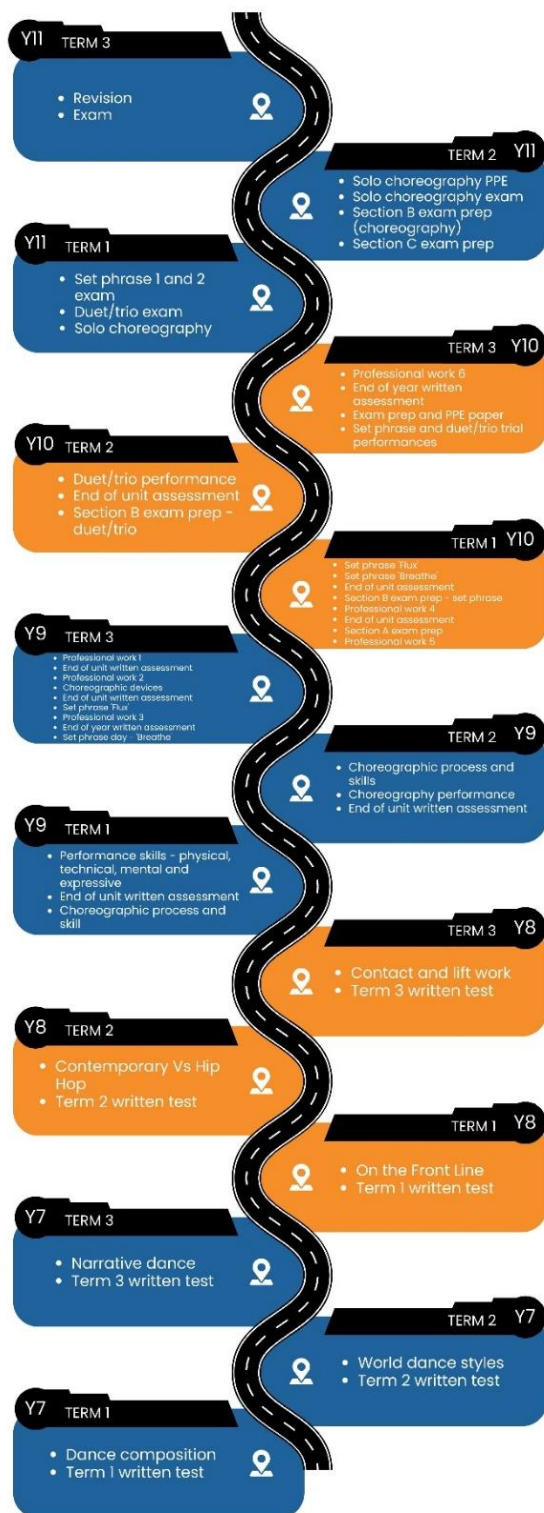 Y11 TERM 3
• Revision
• Exam
TERM 2 Y11
• Solo choreography PPE
• Solo choreography exam
• Section B exam prep
(choreography)
• Section C exam prep
Y11 TERM 1
• Set phrase 1 and 2
exam
• Duet/trio exam
• Solo choreography
TERM 3 Y10
• Professional work 6
• End of year written
assessment
• Exam prep and PPE paper
• Set phrase and duet/trio trial
performances
Y10 TERM 2
• Duet/trio performance
• End of unit assessment
• Section B exam prep -
duet/trio
TERM 1 Y10
• Set phrase 'Flux'
• Set phrase 'Breathe'
• End of unit assessment
• Section B exam prep - set phrase
• Professional work 4
• End of unit assessment
• Section A exam prep
• Professional work 5
Y9 TERM 3
• Professional work 1
• End of unit written assessment
• Professional work 2
• Choreographic devices
• End of unit written assessment
• Set phrase 'Flux'
• Professional work 3
• End of year written assessment
• Set phrase day - 'Breathe
TERM 2 Y9
• Choreographic process and
skills
• Choreography performance
• End of unit written assessment
Y9 TERM 1
• Performance skills - physical,
technical, mental and
expressive
• End of unit written assessment
• Choreographic process and
skill
TERM 3 Y8
• Contact and lift work
• Term 3 written test
Y8 TERM 2
• Contemporary Vs Hip
Hop
• Term 2 written test
TERM 1 Y8
• On the Front Line
• Term 1 written test
Y7 TERM 3
• Narrative dance
• Term 3 written test
TERM 2 Y7
• World dance styles
• Term 2 written test
Y7 TERM 1
• Dance composition
• Term 1 written test